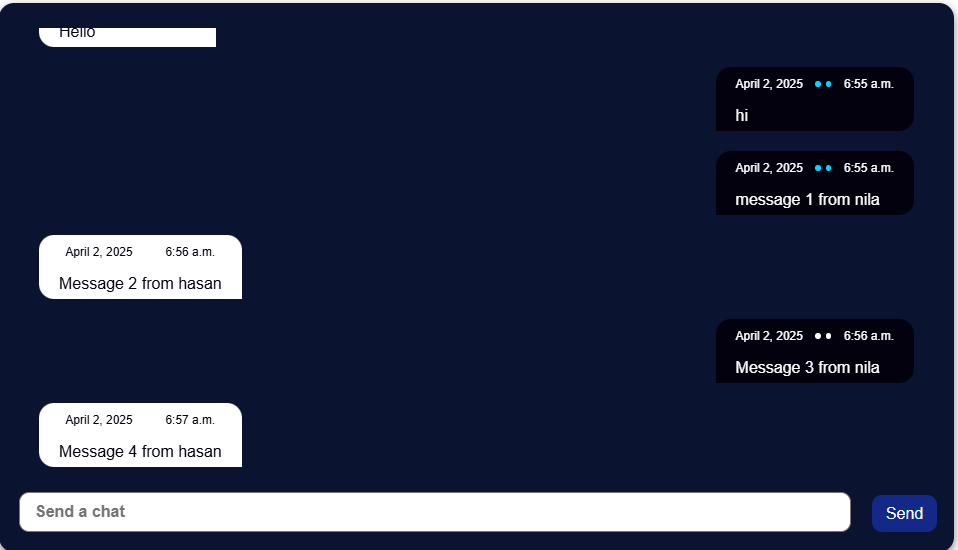 Hello
April 2, 2025 6:55 a.m.
hi
April 2, 2025 6:55 a.m.
message 1 from nila
April 2, 2025 6:56 a.m.
Message 2 from hasan
April 2, 2025 6:56 a.m.
Message 3 from nila
April 2, 2025 6:57 a.m.
Message 4 from hasan
Send a chat
Send